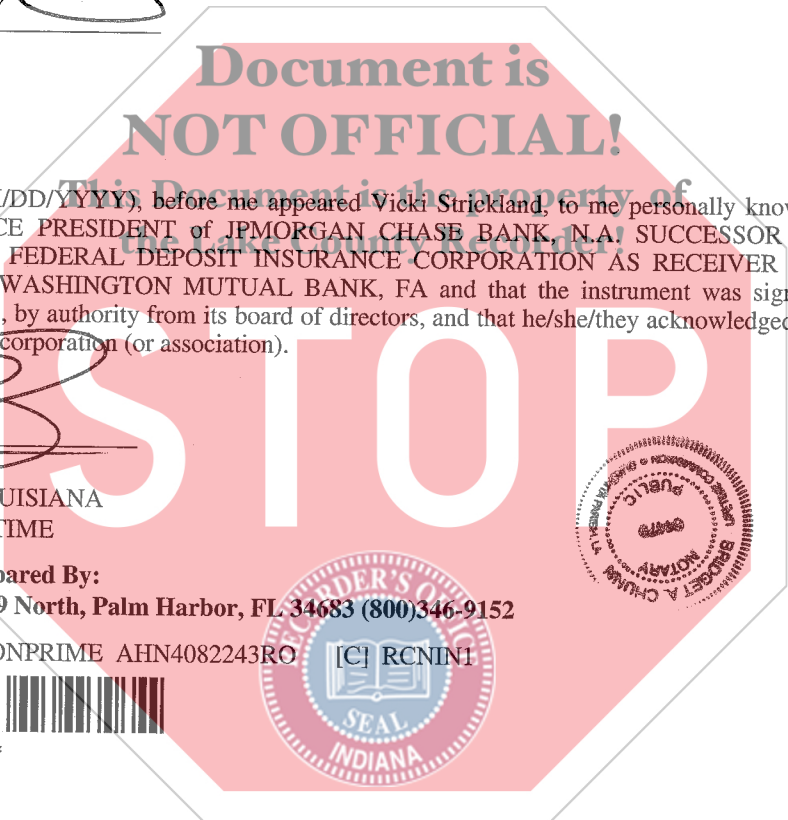 Document is
NOT OFFICIAL!
This Document is the property of
the Lake County Recorder!
/DD/YYYY), before me appeared Vicki Strickland, to me personally know
CE PRESIDENT of JPMORGAN CHASE BANK, N.A. SUCCESSOR
FEDERAL DEPOSIT INSURANCE CORPORATION AS RECEIVER
WASHINGTON MUTUAL BANK, FA and that the instrument was sign
, by authority from its board of directors, and that he/she/they acknowledged
corporation (or association).
STOP
UISIANA
TIME
BRIDGET A. CHUNN
NOTARY
PUBLIC
LIFETIME COMMISSION
pared By:
9 North, Palm Harbor, FL 34683 (800)346-9152
ONPRIME AHN4082243RO [C] RCNIN1
RECORDER'S OFFICE
SEAL
INDIANA